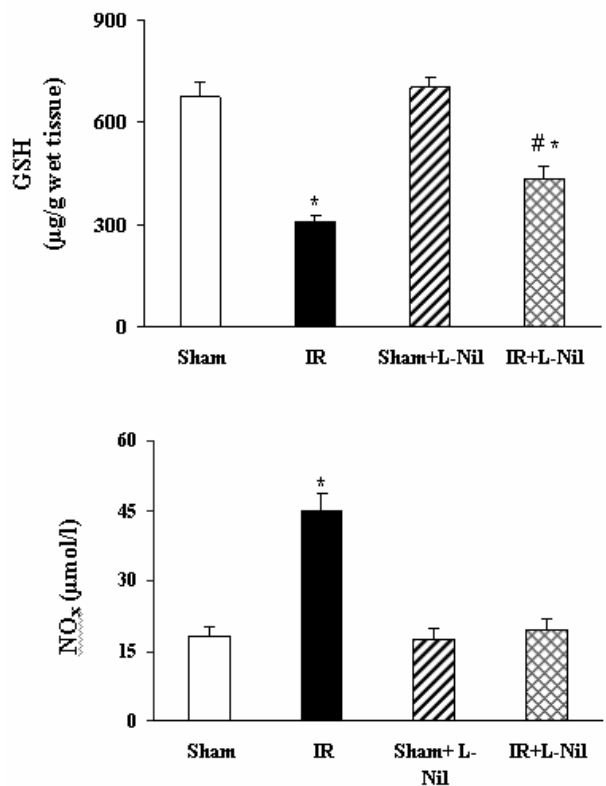 900
600
300
0
GSH
(µg/g wet tissue)
*
# *
Sham IR Sham+L-Nil IR+L-Nil
60
45
30
15
0
NOx (µmol/l)
*
Sham IR Sham+ L- IR+L-Nil
Nil